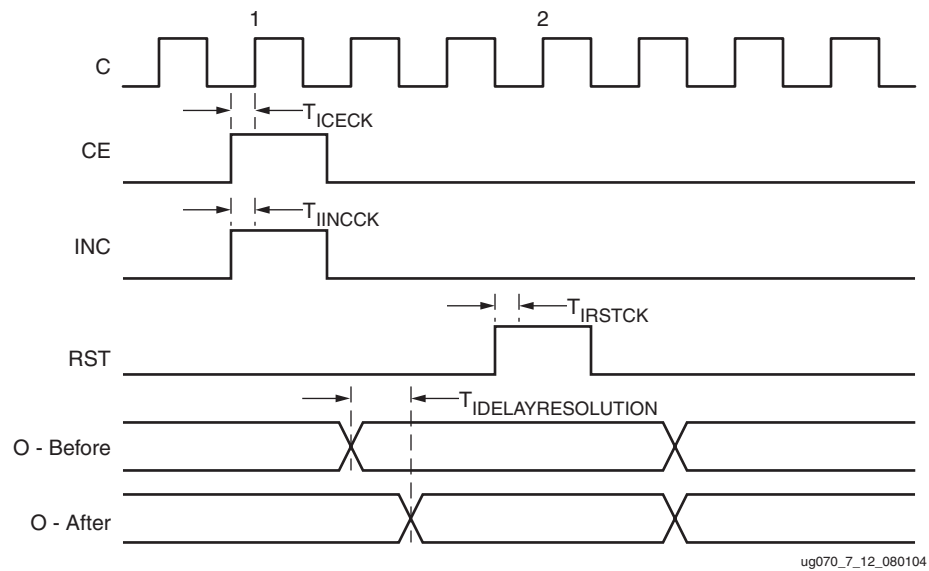 1 2
C
T_ICECK
CE
T_IINCCK
INC
T_IRSTCK
RST
T_IDELAYRESOLUTION
O - Before
O - After
ug070_7_12_080104